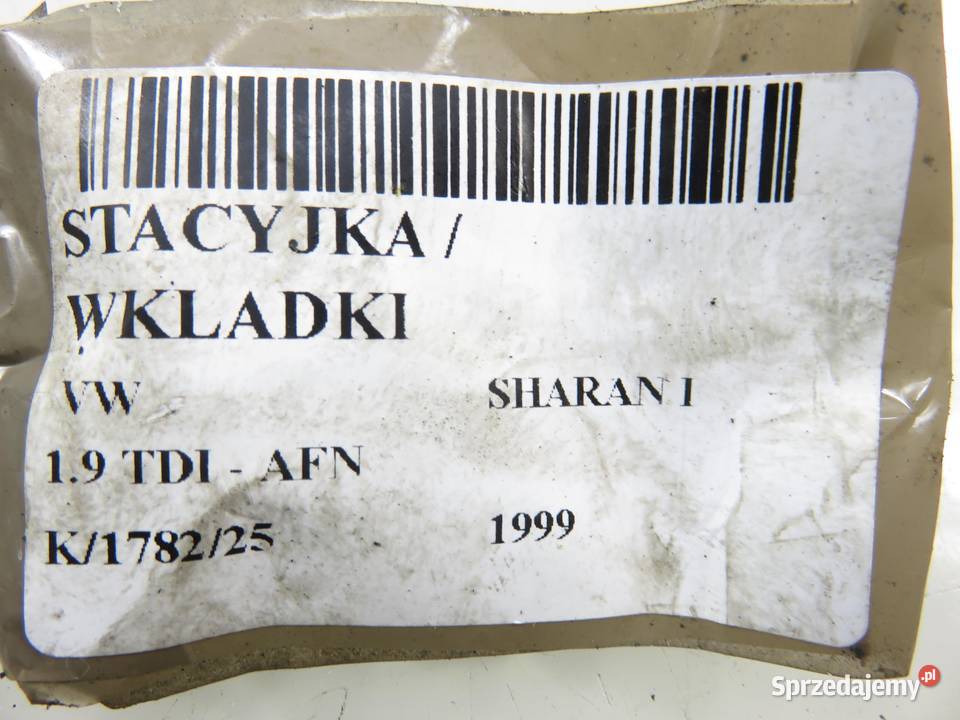 STACYJKA /
WKLADKI
VW SHARAN I
1.9 TDI - AFN
K/1782/25 1999
Sprzedajemy.pl